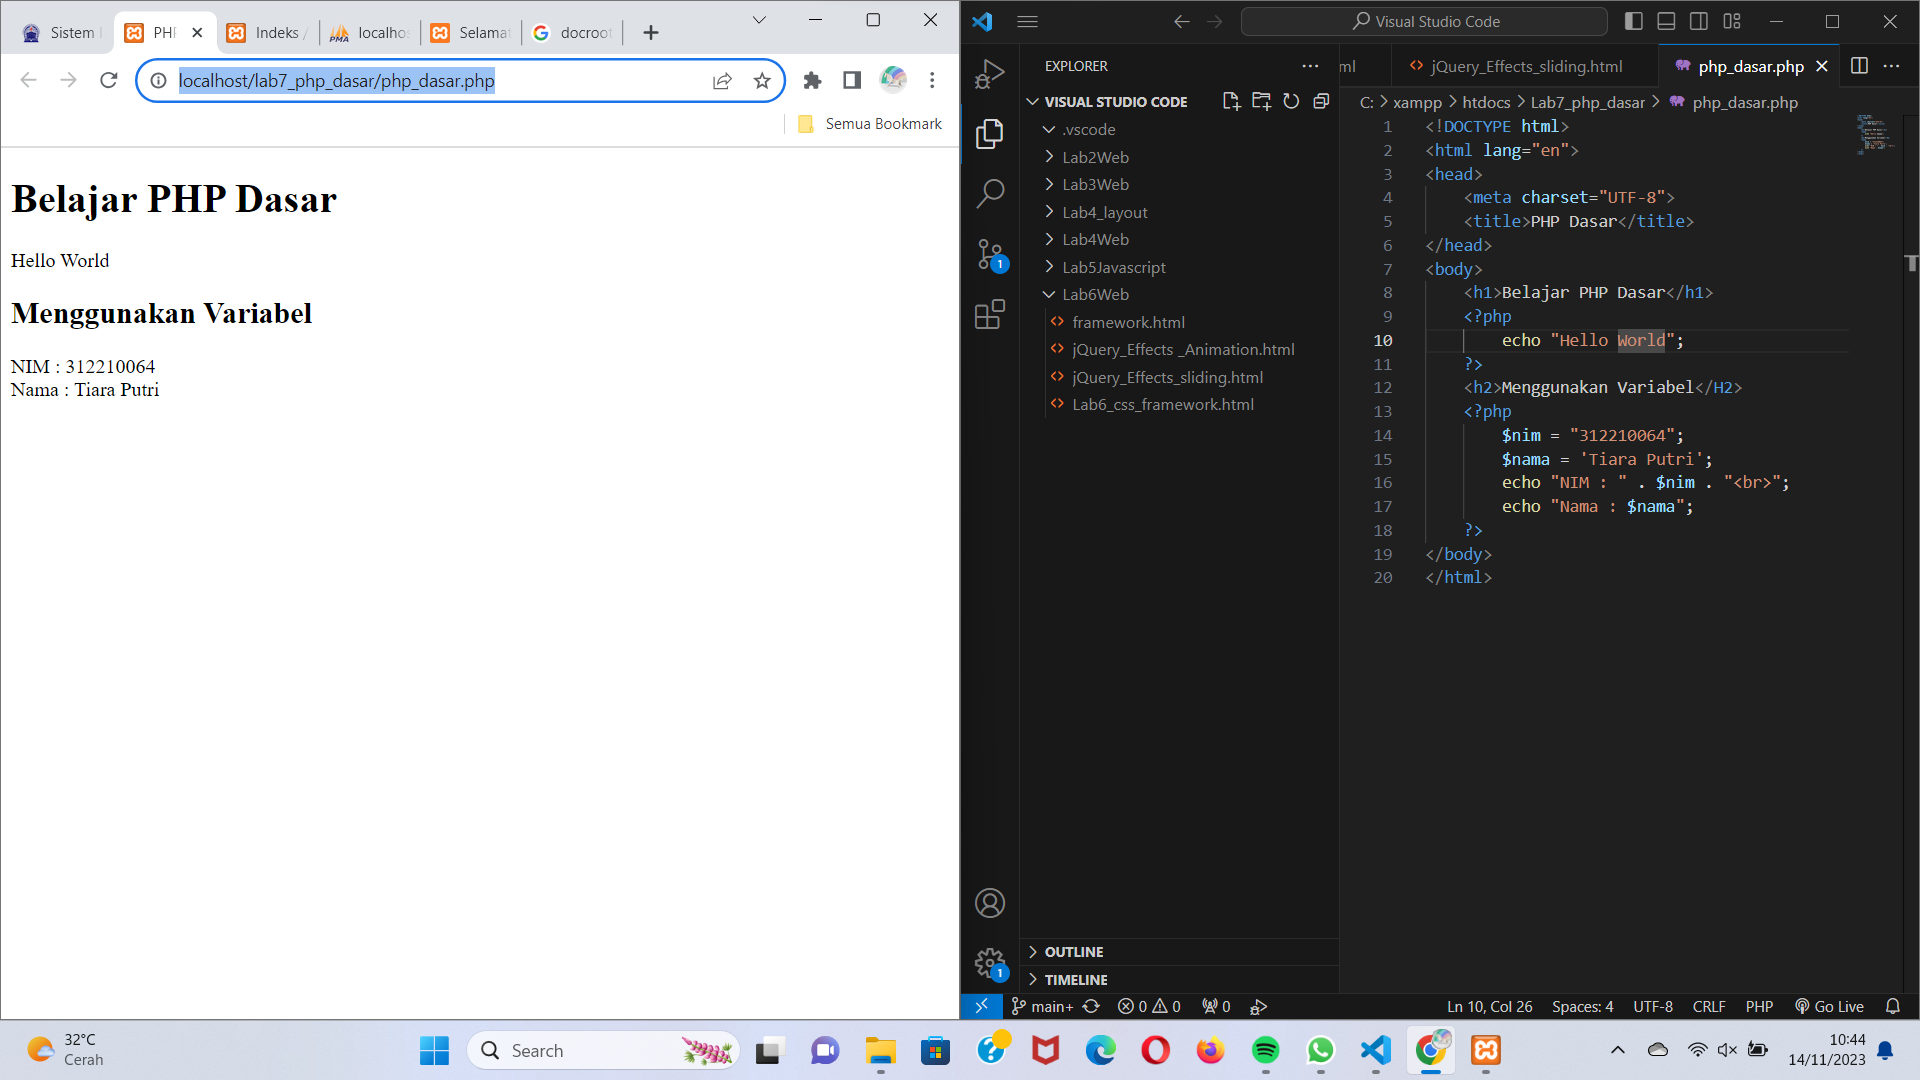 Sistem
PHP
Indeks /
localhos
Selamat
docroot
localhost/lab7_php_dasar/php_dasar.php
Semua Bookmark
Belajar PHP Dasar
Hello World
Menggunakan Variabel
NIM : 312210064
Nama : Tiara Putri
Visual Studio Code
EXPLORER
VISUAL STUDIO CODE
.vscode
Lab2Web
Lab3Web
Lab4_layout
Lab4Web
Lab5Javascript
Lab6Web
framework.html
jQuery_Effects _Animation.html
jQuery_Effects_sliding.html
Lab6_css_framework.html
OUTLINE
TIMELINE
ml
jQuery_Effects_sliding.html
php_dasar.php
C: > xampp > htdocs > Lab7_php_dasar > php_dasar.php
1 <!DOCTYPE html>
2 <html lang="en">
3 <head>
4 <meta charset="UTF-8">
5 <title>PHP Dasar</title>
6 </head>
7 <body>
8 <h1>Belajar PHP Dasar</h1>
9 <?php
10 echo "Hello World";
11 ?>
12 <h2>Menggunakan Variabel</H2>
13 <?php
14 $nim = "312210064";
15 $nama = 'Tiara Putri';
16 echo "NIM : " . $nim . "<br>";
17 echo "Nama : $nama";
18 ?>
19 </body>
20 </html>
1
1
main+ 0 0 0
Ln 10, Col 26 Spaces: 4 UTF-8 CRLF PHP Go Live
32°C
Cerah
Search
10:44
14/11/2023